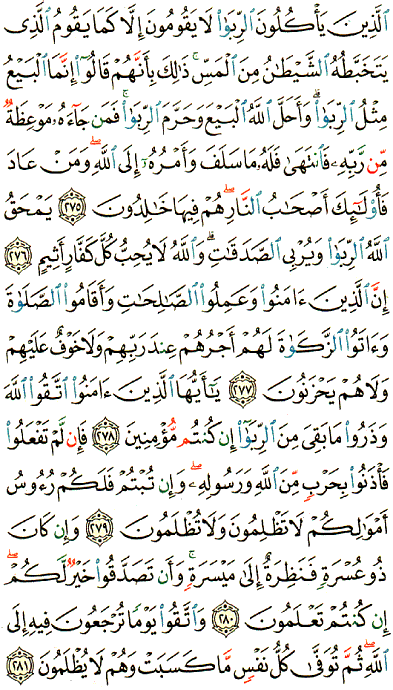 ٱلَّذِينَ يَأْكُلُونَ ٱلرِّبَوٰا۟ لَا يَقُومُونَ إِلَّا كَمَا يَقُومُ ٱلَّذِى
يَتَخَبَّطُهُ ٱلشَّيْطَٰنُ مِنَ ٱلْمَسِّ ۚ ذَٰلِكَ بِأَنَّهُمْ قَالُوٓا۟ إِنَّمَا ٱلْبَيْعُ
مِثْلُ ٱلرِّبَوٰا۟ ۗ وَأَحَلَّ ٱللَّهُ ٱلْبَيْعَ وَحَرَّمَ ٱلرِّبَوٰا۟ ۚ فَمَن جَآءَهُۥ مَوْعِظَةٌ
مِّن رَّبِّهِۦ فَٱنتَهَىٰ فَلَهُۥ مَا سَلَفَ وَأَمْرُهُۥٓ إِلَى ٱللَّهِ ۖ وَمَنْ عَادَ
فَأُو۟لَٰٓئِكَ أَصْحَٰبُ ٱلنَّارِ ۖ هُمْ فِيهَا خَٰلِدُونَ ٢٧٥ يَمْحَقُ
ٱللَّهُ ٱلرِّبَوٰا۟ وَيُرْبِى ٱلصَّدَقَٰتِ ۗ وَٱللَّهُ لَا يُحِبُّ كُلَّ كَفَّارٍ أَثِيمٍ ٢٧٦
إِنَّ ٱلَّذِينَ ءَامَنُوا۟ وَعَمِلُوا۟ ٱلصَّٰلِحَٰتِ وَأَقَامُوا۟ ٱلصَّلَوٰةَ
وَءَاتَوُا۟ ٱلزَّكَوٰةَ لَهُمْ أَجْرُهُمْ عِندَ رَبِّهِمْ وَلَا خَوْفٌ عَلَيْهِمْ
وَلَا هُمْ يَحْزَنُونَ ٢٧٧ يَٰٓأَيُّهَا ٱلَّذِينَ ءَامَنُوا۟ ٱتَّقُوا۟ ٱللَّهَ
وَذَرُوا۟ مَا بَقِىَ مِنَ ٱلرِّبَوٰٓا۟ إِن كُنتُم مُّؤْمِنِينَ ٢٧٨ فَإِن لَّمْ تَفْعَلُوا۟
فَأْذَنُوا۟ بِحَرْبٍ مِّنَ ٱللَّهِ وَرَسُولِهِۦ ۖ وَإِن تُبْتُمْ فَلَكُمْ رُءُوسُ
أَمْوَٰلِكُمْ لَا تَظْلِمُونَ وَلَا تُظْلَمُونَ ٢٧٩ وَإِن كَانَ
ذُو عُسْرَةٍ فَنَظِرَةٌ إِلَىٰ مَيْسَرَةٍ ۚ وَأَن تَصَدَّقُوا۟ خَيْرٌ لَّكُمْ ۖ
إِن كُنتُمْ تَعْلَمُونَ ٢٨٠ وَٱتَّقُوا۟ يَوْمًا تُرْجَعُونَ فِيهِ إِلَى
ٱللَّهِ ۖ ثُمَّ تُوَفَّىٰ كُلُّ نَفْسٍ مَّا كَسَبَتْ وَهُمْ لَا يُظْلَمُونَ ٢٨١